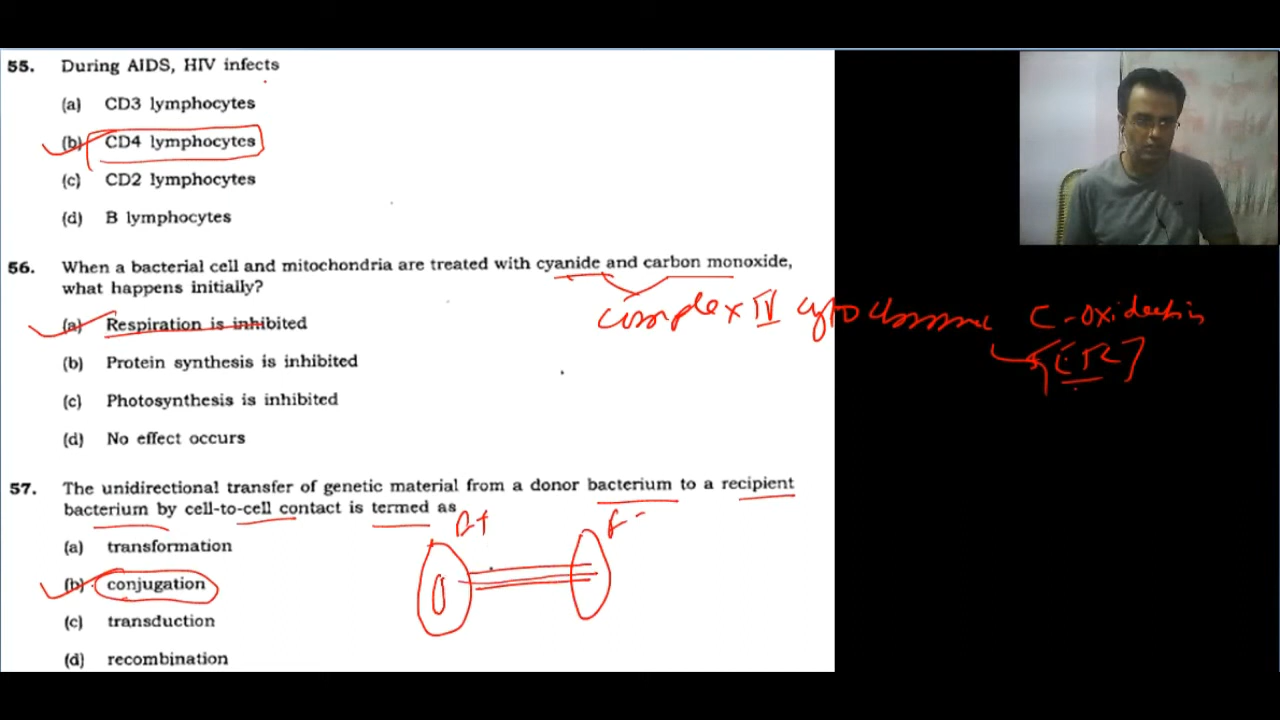 55. During AIDS, HIV infects
(a) CD3 lymphocytes
(b) CD4 lymphocytes
(c) CD2 lymphocytes
(d) B lymphocytes
56. When a bacterial cell and mitochondria are treated with cyanide and carbon monoxide,
what happens initially?
complex IV cytochrome C-oxidation
(a) Respiration is inhibited
(b) Protein synthesis is inhibited
(c) Photosynthesis is inhibited
(d) No effect occurs
57. The unidirectional transfer of genetic material from a donor bacterium to a recipient
bacterium by cell-to-cell contact is termed as
F-
(a) transformation
(b) conjugation
(c) transduction
(d) recombination